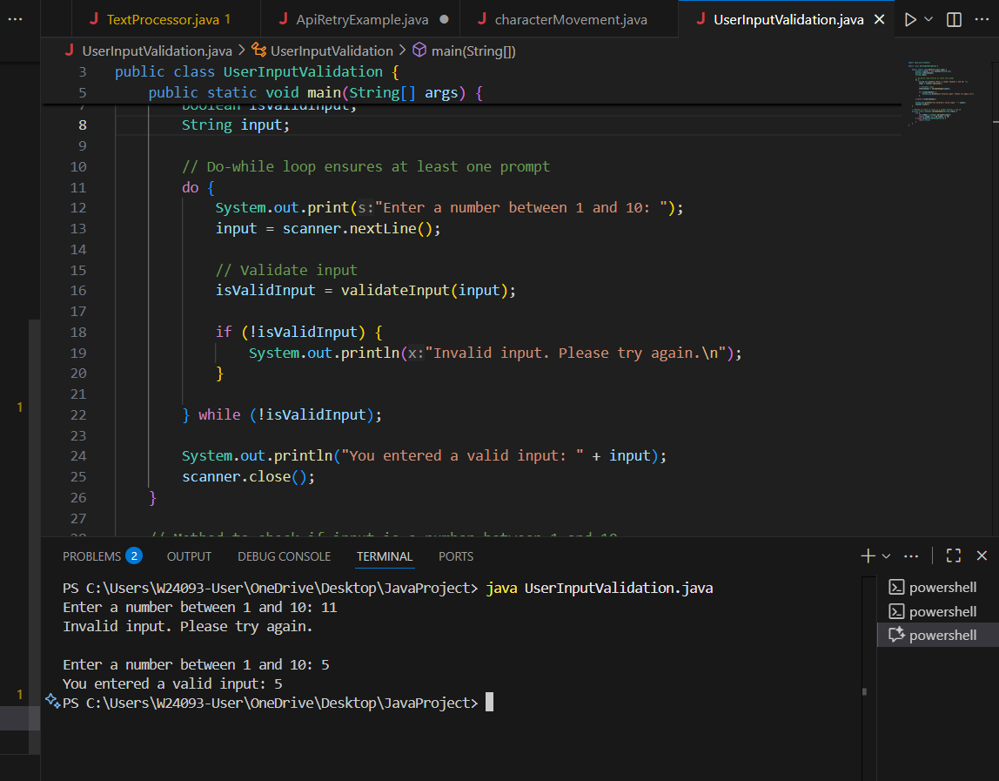 TextProcessor.java 1 ApiRetryExample.java characterMovement.java UserInputValidation.java
UserInputValidation.java > UserInputValidation > main(String[])
3 public class UserInputValidation {
5 public static void main(String[] args) {
7 boolean isValidInput;
8 String input;
9
10 // Do-while loop ensures at least one prompt
11 do {
12 System.out.print(s:"Enter a number between 1 and 10: ");
13 input = scanner.nextLine();
14
15 // Validate input
16 isValidInput = validateInput(input);
17
18 if (!isValidInput) {
19 System.out.println(x:"Invalid input. Please try again.\n");
20 }
21
22 } while (!isValidInput);
23
24 System.out.println("You entered a valid input: " + input);
25 scanner.close();
26 }
27
28 // Method to check if input is a number between 1 and 10
1
1
PROBLEMS 2 OUTPUT DEBUG CONSOLE TERMINAL PORTS
PS C:\Users\W24093-User\OneDrive\Desktop\JavaProject> java UserInputValidation.java
Enter a number between 1 and 10: 11
Invalid input. Please try again.
Enter a number between 1 and 10: 5
You entered a valid input: 5
PS C:\Users\W24093-User\OneDrive\Desktop\JavaProject>
powershell
powershell
powershell